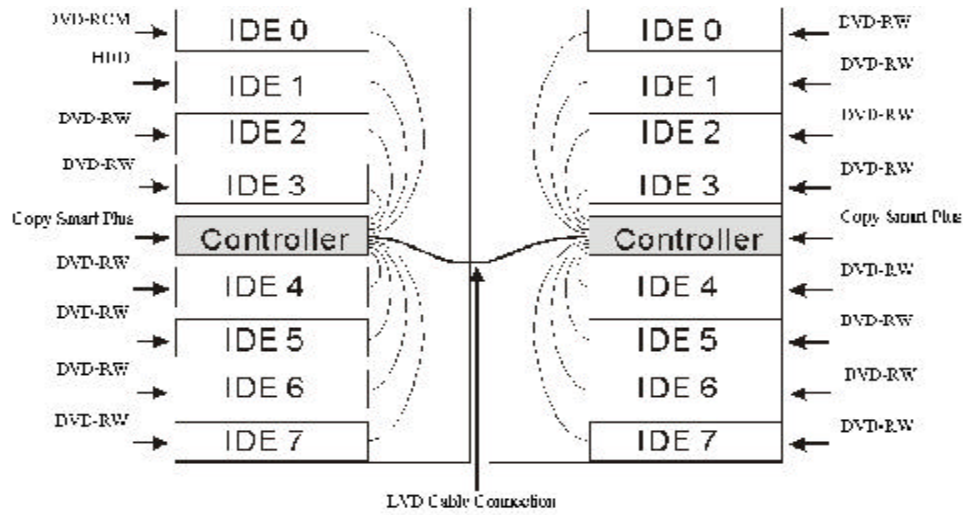 DVD-ROM IDE 0 IDE 0 DVD-RW
HDD IDE 1 IDE 1 DVD-RW
DVD-RW IDE 2 IDE 2 DVD-RW
DVD-RW IDE 3 IDE 3 DVD-RW
Copy Smart Plus Controller Controller Copy Smart Plus
DVD-RW IDE 4 IDE 4 DVD-RW
DVD-RW IDE 5 IDE 5 DVD-RW
DVD-RW IDE 6 IDE 6 DVD-RW
DVD-RW IDE 7 IDE 7 DVD-RW
LVD Cable Connection